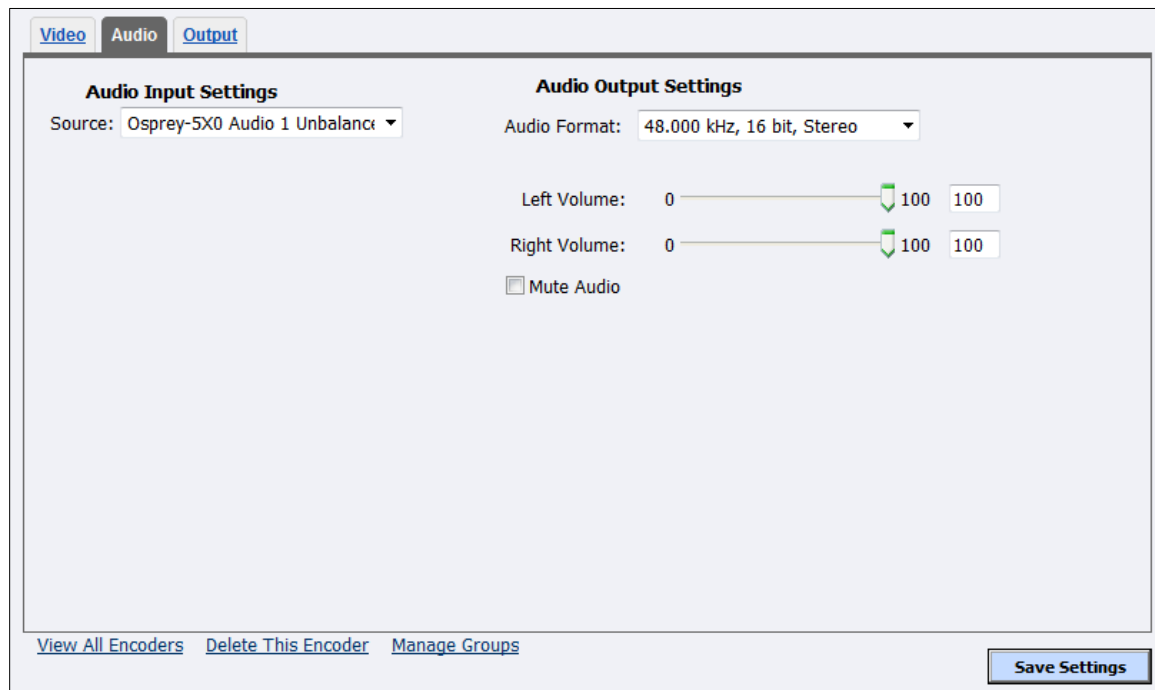 Video Audio Output
Audio Input Settings
Source: Osprey-5X0 Audio 1 Unbalance
Audio Output Settings
Audio Format: 48.000 kHz, 16 bit, Stereo
Left Volume: 0 100 100
Right Volume: 0 100 100
Mute Audio
View All Encoders Delete This Encoder Manage Groups
Save Settings